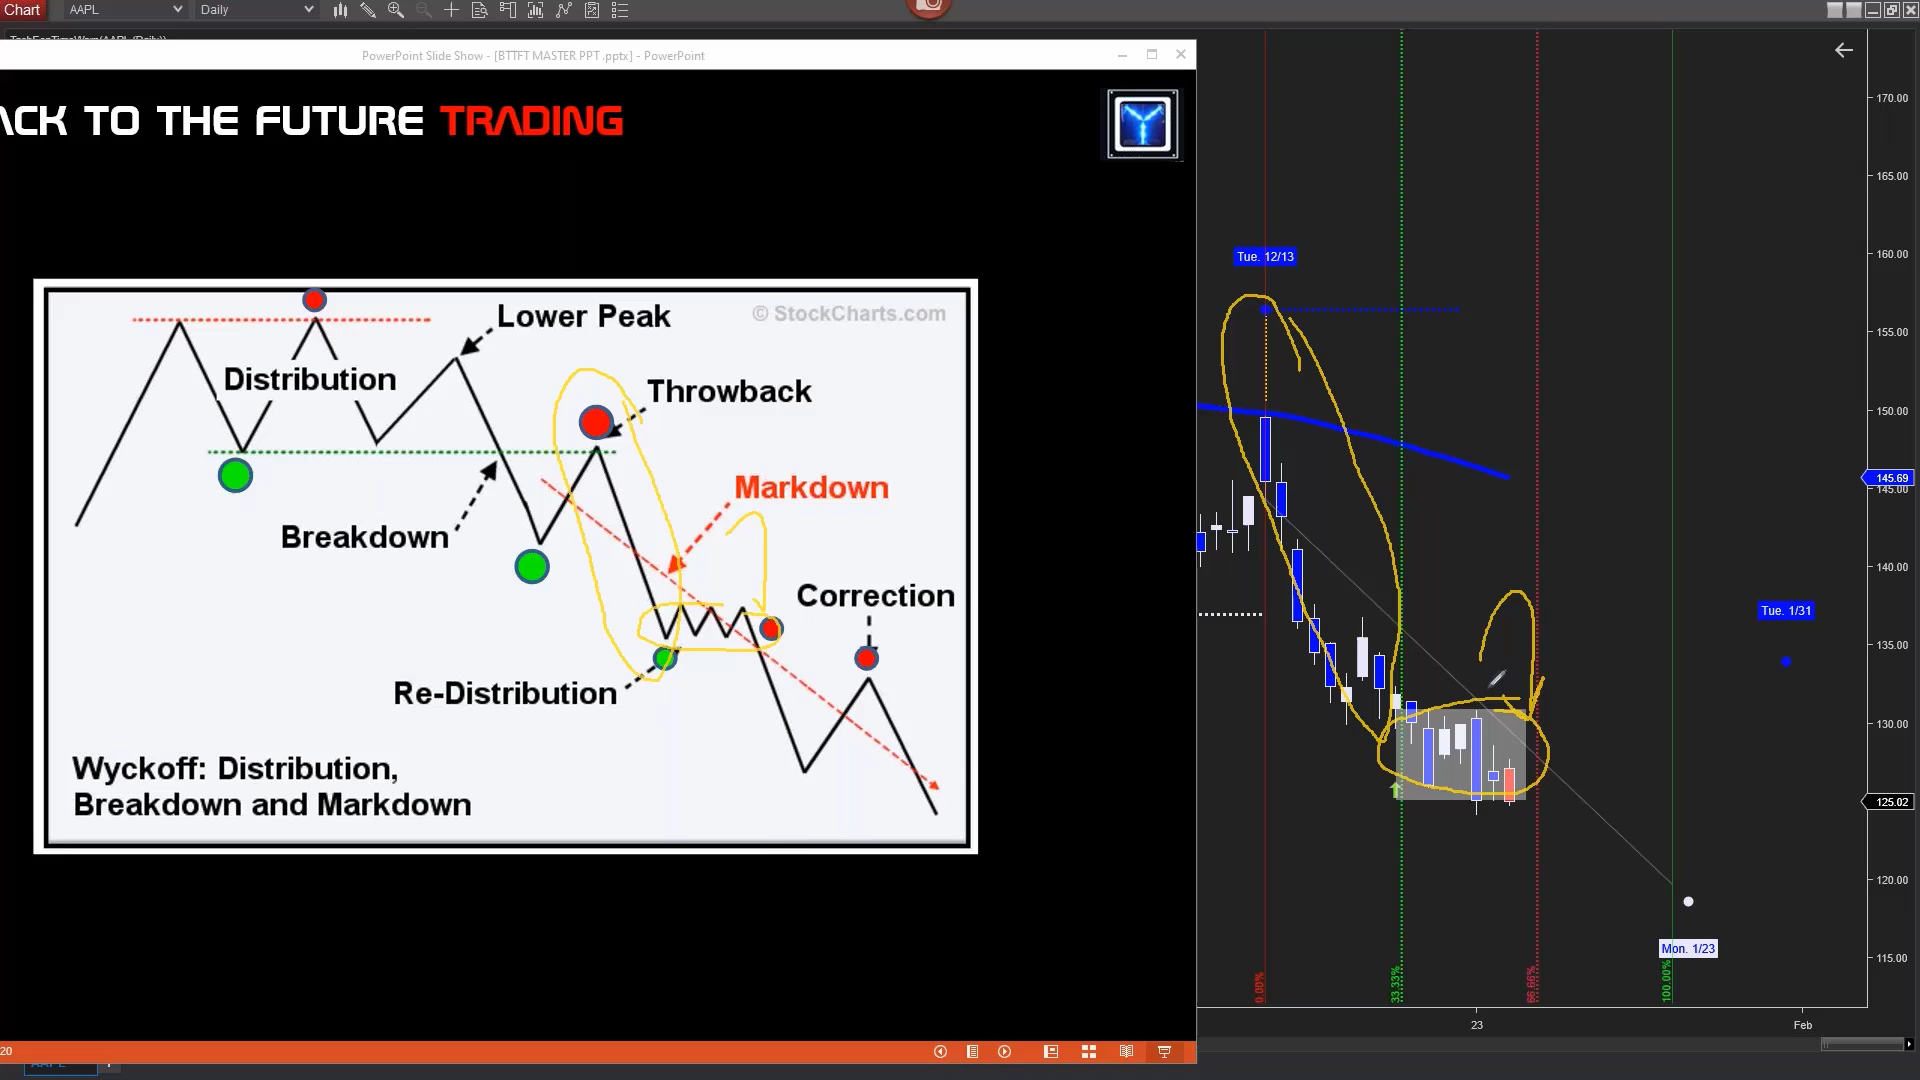 Chart AAPL Daily
PowerPoint Slide Show - [BTTFT MASTER PPT .pptx] - PowerPoint
ACK TO THE FUTURE TRADING
© StockCharts.com
Lower Peak
Distribution
Throwback
Markdown
Breakdown
Correction
Re-Distribution
Wyckoff: Distribution,
Breakdown and Markdown
20
Tue. 12/13
Tue. 1/31
Mon. 1/23
0.00%
33.33%
66.66%
100.00%
170.00
165.00
160.00
155.00
150.00
145.69
145.00
140.00
135.00
130.00
125.02
120.00
115.00
23
Feb